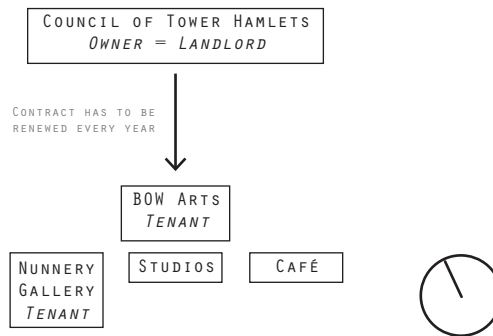 COUNCIL OF TOWER HAMLETS
OWNER = LANDLORD
CONTRACT HAS TO BE
RENEWED EVERY YEAR
BOW ARTS
TENANT
NUNNERY
GALLERY
TENANT
STUDIOS
CAFÉ